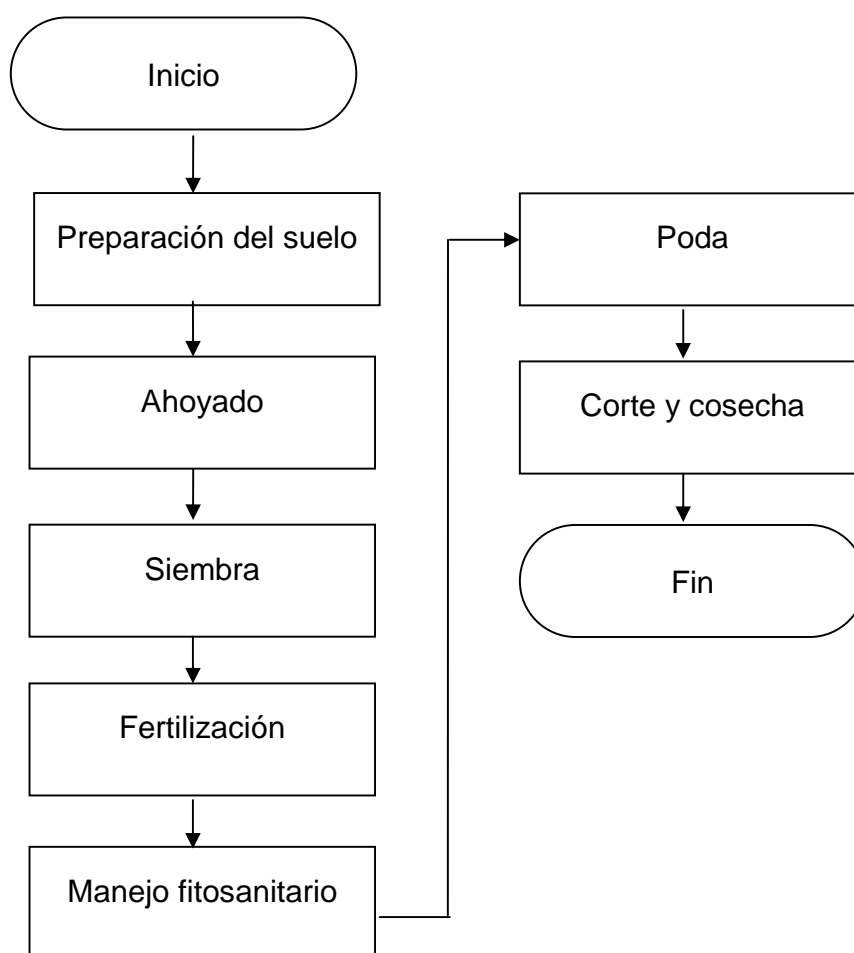 Inicio
Preparación del suelo
Ahoyado
Siembra
Fertilización
Manejo fitosanitario
Poda
Corte y cosecha
Fin